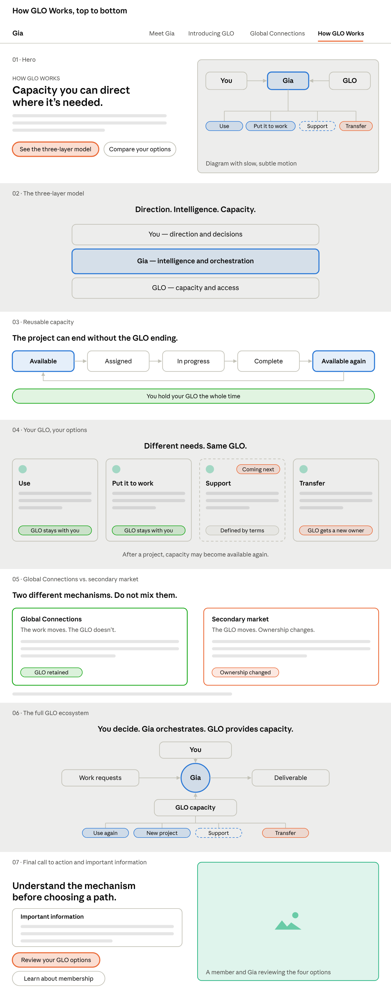 How GLO Works, top to bottom
Gia
Meet Gia
Introducing GLO
Global Connections
How GLO Works
01 · Hero
HOW GLO WORKS
Capacity you can direct
where it’s needed.
See the three-layer model
Compare your options
You
Gia
GLO
Use
Put it to work
Support
Transfer
Diagram with slow, subtle motion
02 · The three-layer model
Direction. Intelligence. Capacity.
You — direction and decisions
Gia — intelligence and orchestration
GLO — capacity and access
03 · Reusable capacity
The project can end without the GLO ending.
Available
Assigned
In progress
Complete
Available again
You hold your GLO the whole time
04 · Your GLO, your options
Different needs. Same GLO.
Use
GLO stays with you
Put it to work
GLO stays with you
Coming next
Support
Defined by terms
Transfer
GLO gets a new owner
After a project, capacity may become available again.
05 · Global Connections vs. secondary market
Two different mechanisms. Do not mix them.
Global Connections
The work moves. The GLO doesn’t.
GLO retained
Secondary market
The GLO moves. Ownership changes.
Ownership changed
06 · The full GLO ecosystem
You decide. Gia orchestrates. GLO provides capacity.
You
Work requests
Gia
Deliverable
GLO capacity
Use again
New project
Support
Transfer
07 · Final call to action and important information
Understand the mechanism
before choosing a path.
Important information
Review your GLO options
Learn about membership
A member and Gia reviewing the four options